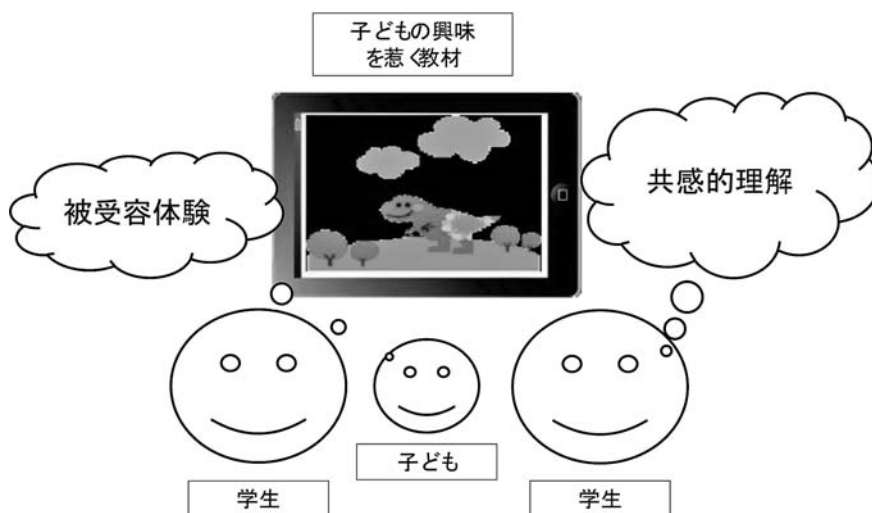 子どもの興味
を惹く教材
被受容体験
共感的理解
子ども
学生
学生